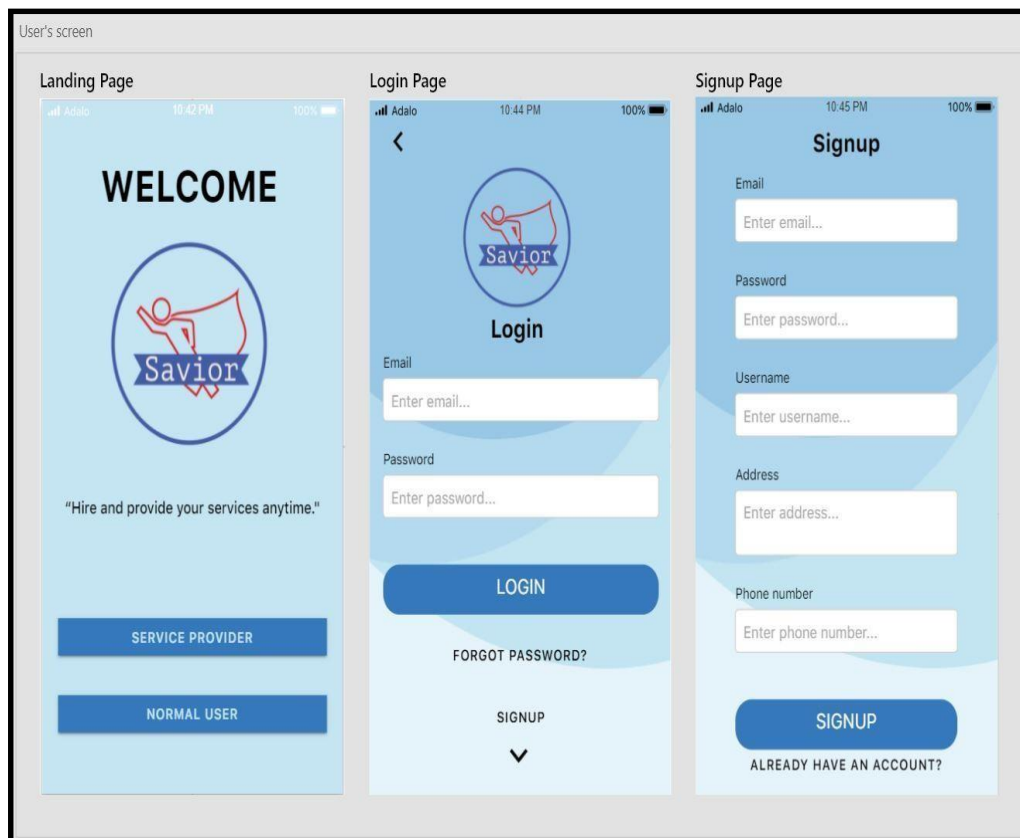 User's screen
Landing Page
Adalo 10:42 PM 100%
WELCOME
Savior
“Hire and provide your services anytime."
SERVICE PROVIDER
NORMAL USER
Login Page
Adalo 10:44 PM 100%
Savior
Login
Email
Enter email...
Password
Enter password...
LOGIN
FORGOT PASSWORD?
SIGNUP
Signup Page
Adalo 10:45 PM 100%
Signup
Email
Enter email...
Password
Enter password...
Username
Enter username...
Address
Enter address...
Phone number
Enter phone number...
SIGNUP
ALREADY HAVE AN ACCOUNT?